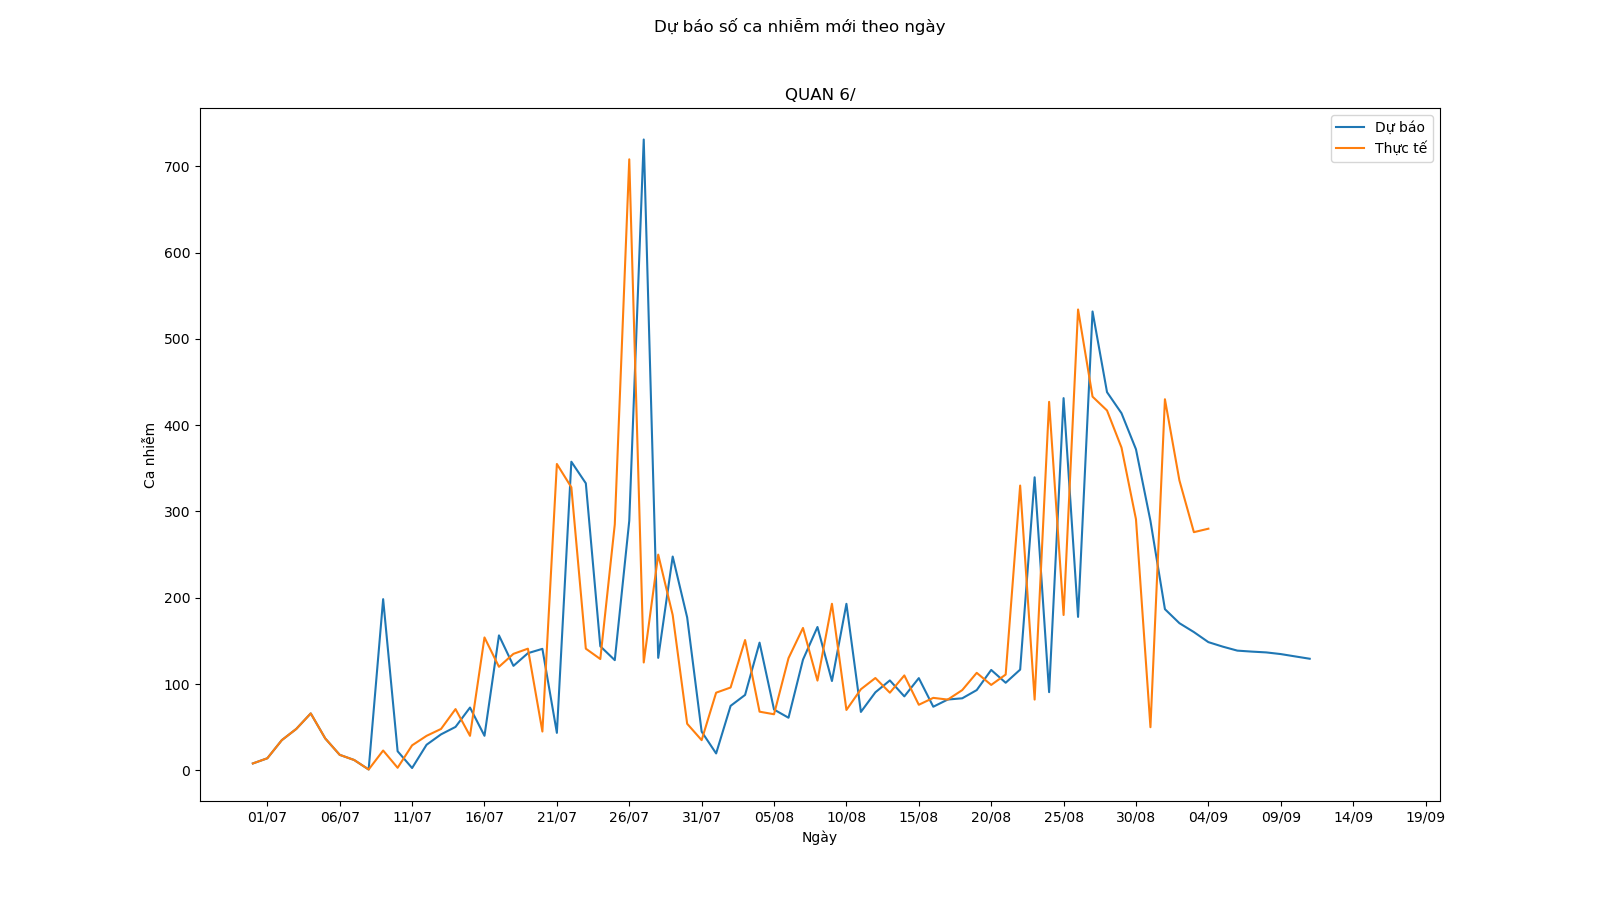 Dự báo số ca nhiễm mới theo ngày
QUAN 6/
Dự báo
Thực tế
700
600
500
400
300
200
100
0
Ca nhiễm
01/07 06/07 11/07 16/07 21/07 26/07 31/07 05/08 10/08 15/08 20/08 25/08 30/08 04/09 09/09 14/09 19/09
Ngày